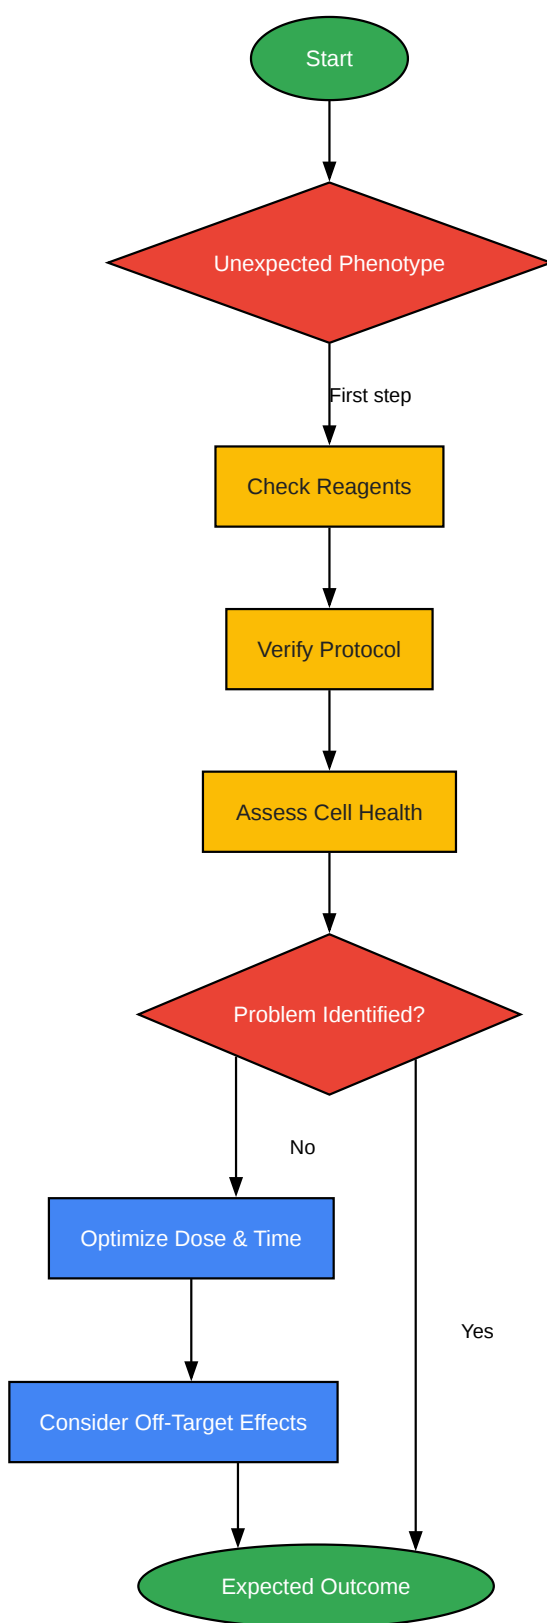 Start
Unexpected Phenotype
First step
Check Reagents
Verify Protocol
Assess Cell Health
Problem Identified?
No
Optimize Dose & Time
Yes
Consider Off-Target Effects
Expected Outcome